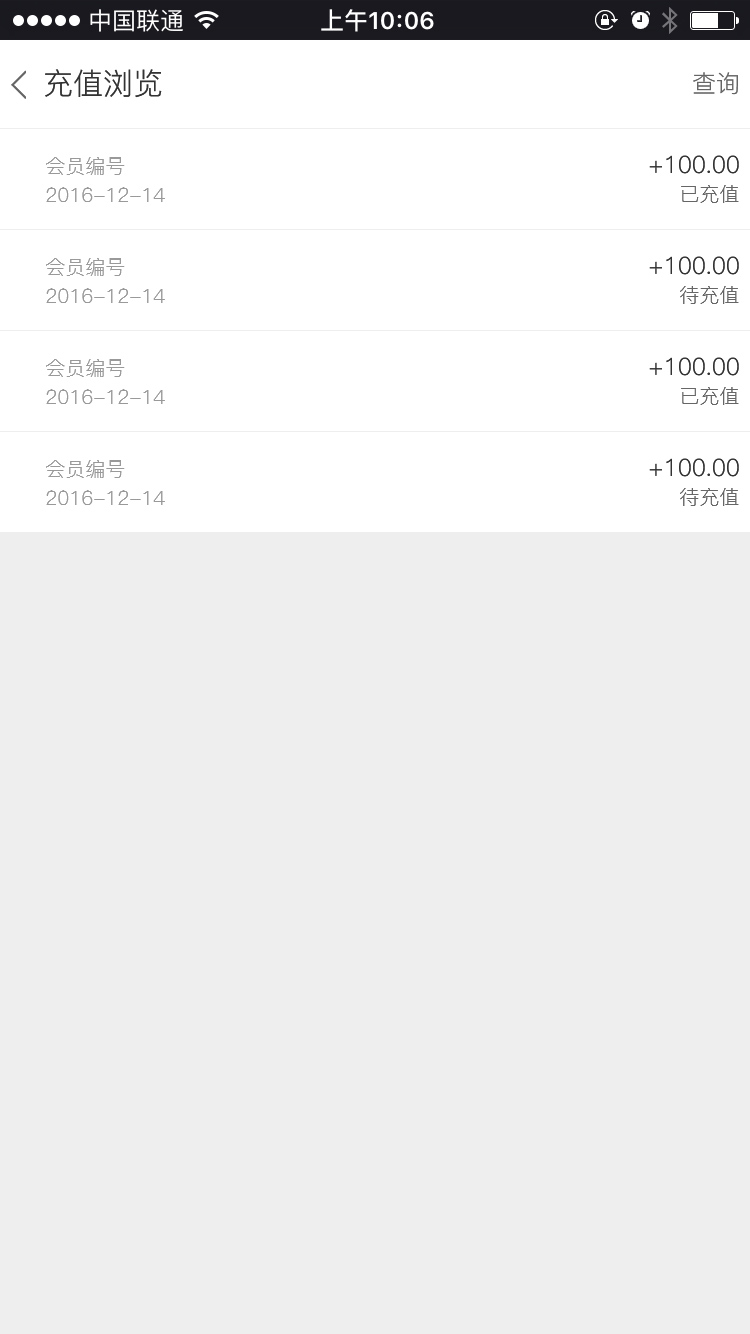 中国联通 上午10:06
充值浏览 查询
会员编号 +100.00
2016-12-14 已充值
会员编号 +100.00
2016-12-14 待充值
会员编号 +100.00
2016-12-14 已充值
会员编号 +100.00
2016-12-14 待充值